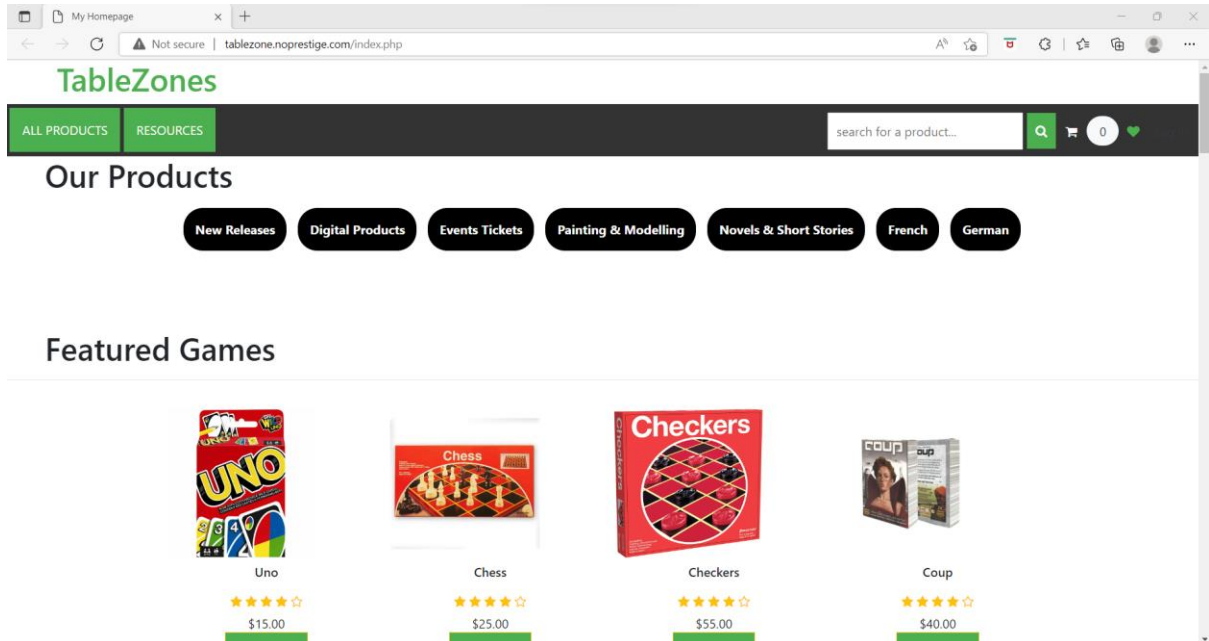 My Homepage
Not secure | tablezone.noprestige.com/index.php
TableZones
ALL PRODUCTS RESOURCES search for a product... 0
Our Products
New Releases Digital Products Events Tickets Painting & Modelling Novels & Short Stories French German
Featured Games
UNO Chess Checkers COUP
Uno Chess Checkers Coup
$15.00 $25.00 $55.00 $40.00